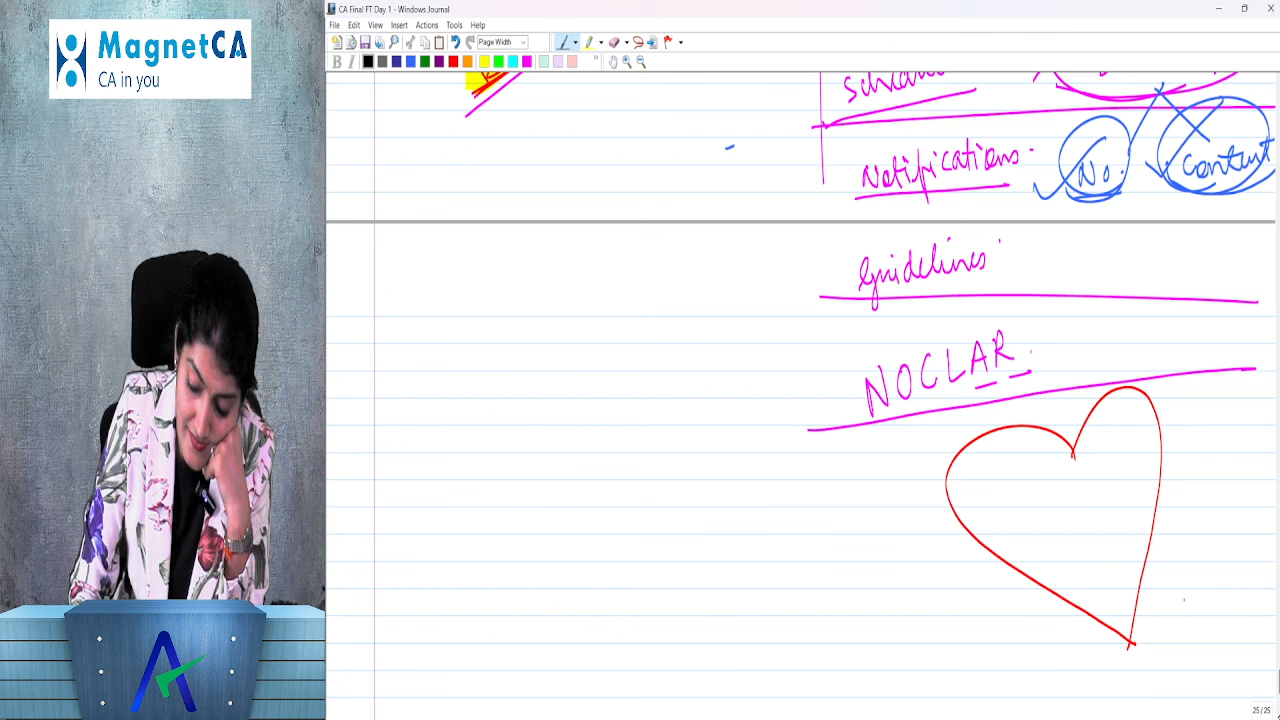 CA Final FT Day 1 - Windows Journal
MagnetCA
CA in you
File Edit View Insert Actions Tools Help
Page Width
B I
Notifications. No. Content
Guidelines
NOCLAR.
25 / 25